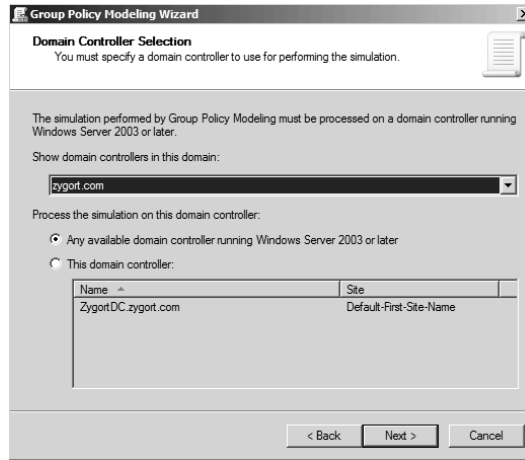 Group Policy Modeling Wizard
Domain Controller Selection
You must specify a domain controller to use for performing the simulation.
The simulation performed by Group Policy Modeling must be processed on a domain controller running
Windows Server 2003 or later.
Show domain controllers in this domain:
zygort.com
Process the simulation on this domain controller:
Any available domain controller running Windows Server 2003 or later
This domain controller:
Name Site
ZygortDC.zygort.com Default-First-Site-Name
< Back Next > Cancel